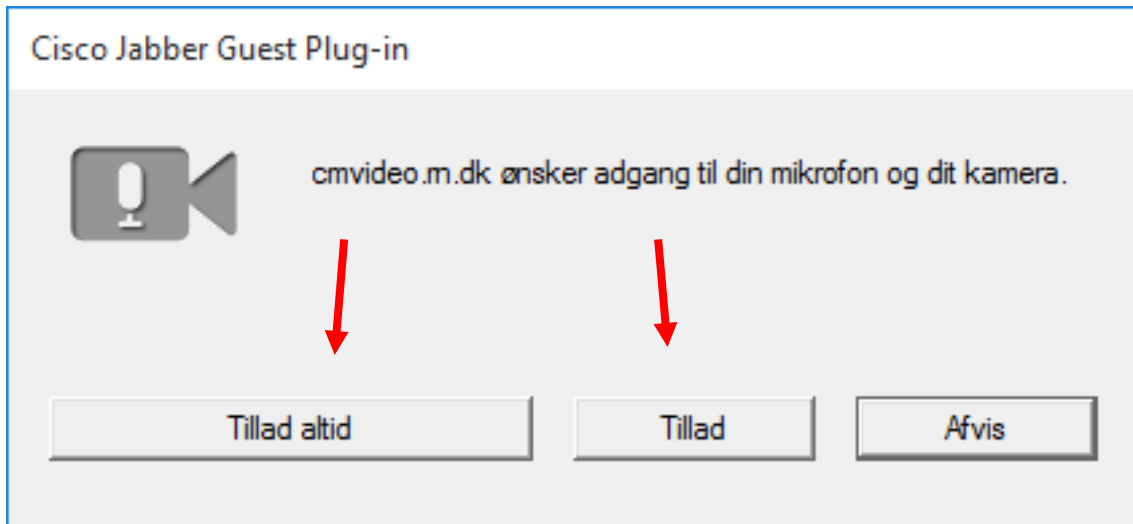 Cisco Jabber Guest Plug-in
cmvideo.rn.dk ønsker adgang til din mikrofon og dit kamera.
Tillad altid
Tillad
Afvis